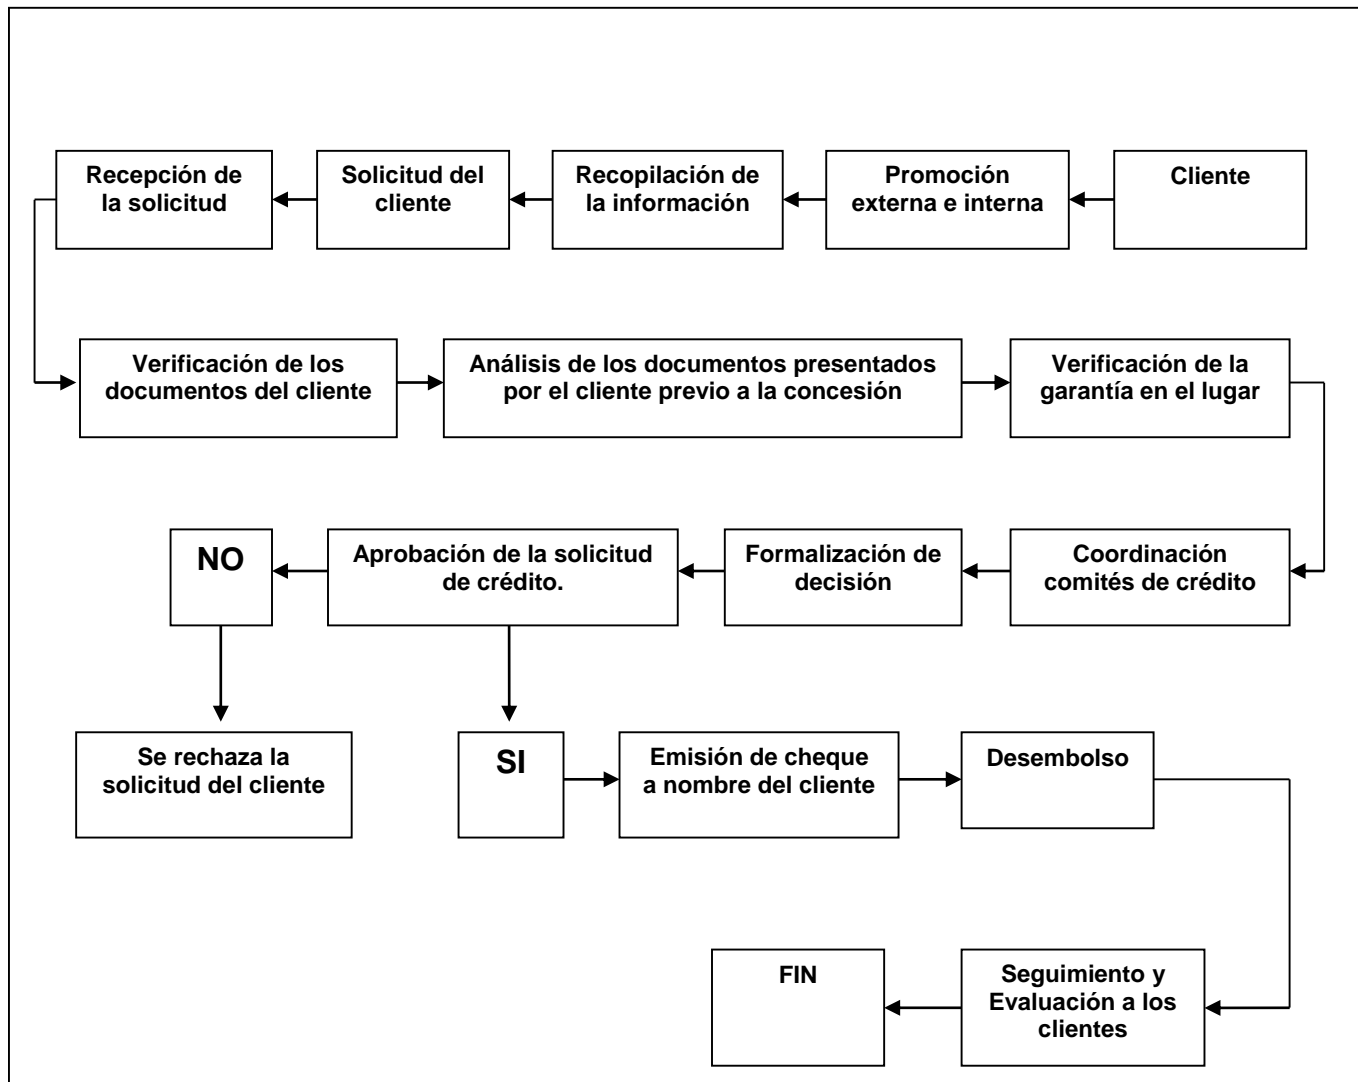 Recepción de
la solicitud
Solicitud del
cliente
Recopilación de
la información
Promoción
externa e interna
Cliente
Verificación de los
documentos del cliente
Análisis de los documentos presentados
por el cliente previo a la concesión
Verificación de la
garantía en el lugar
NO
Aprobación de la solicitud
de crédito.
Formalización de
decisión
Coordinación
comités de crédito
Se rechaza la
solicitud del cliente
SI
Emisión de cheque
a nombre del cliente
Desembolso
FIN
Seguimiento y
Evaluación a los
clientes